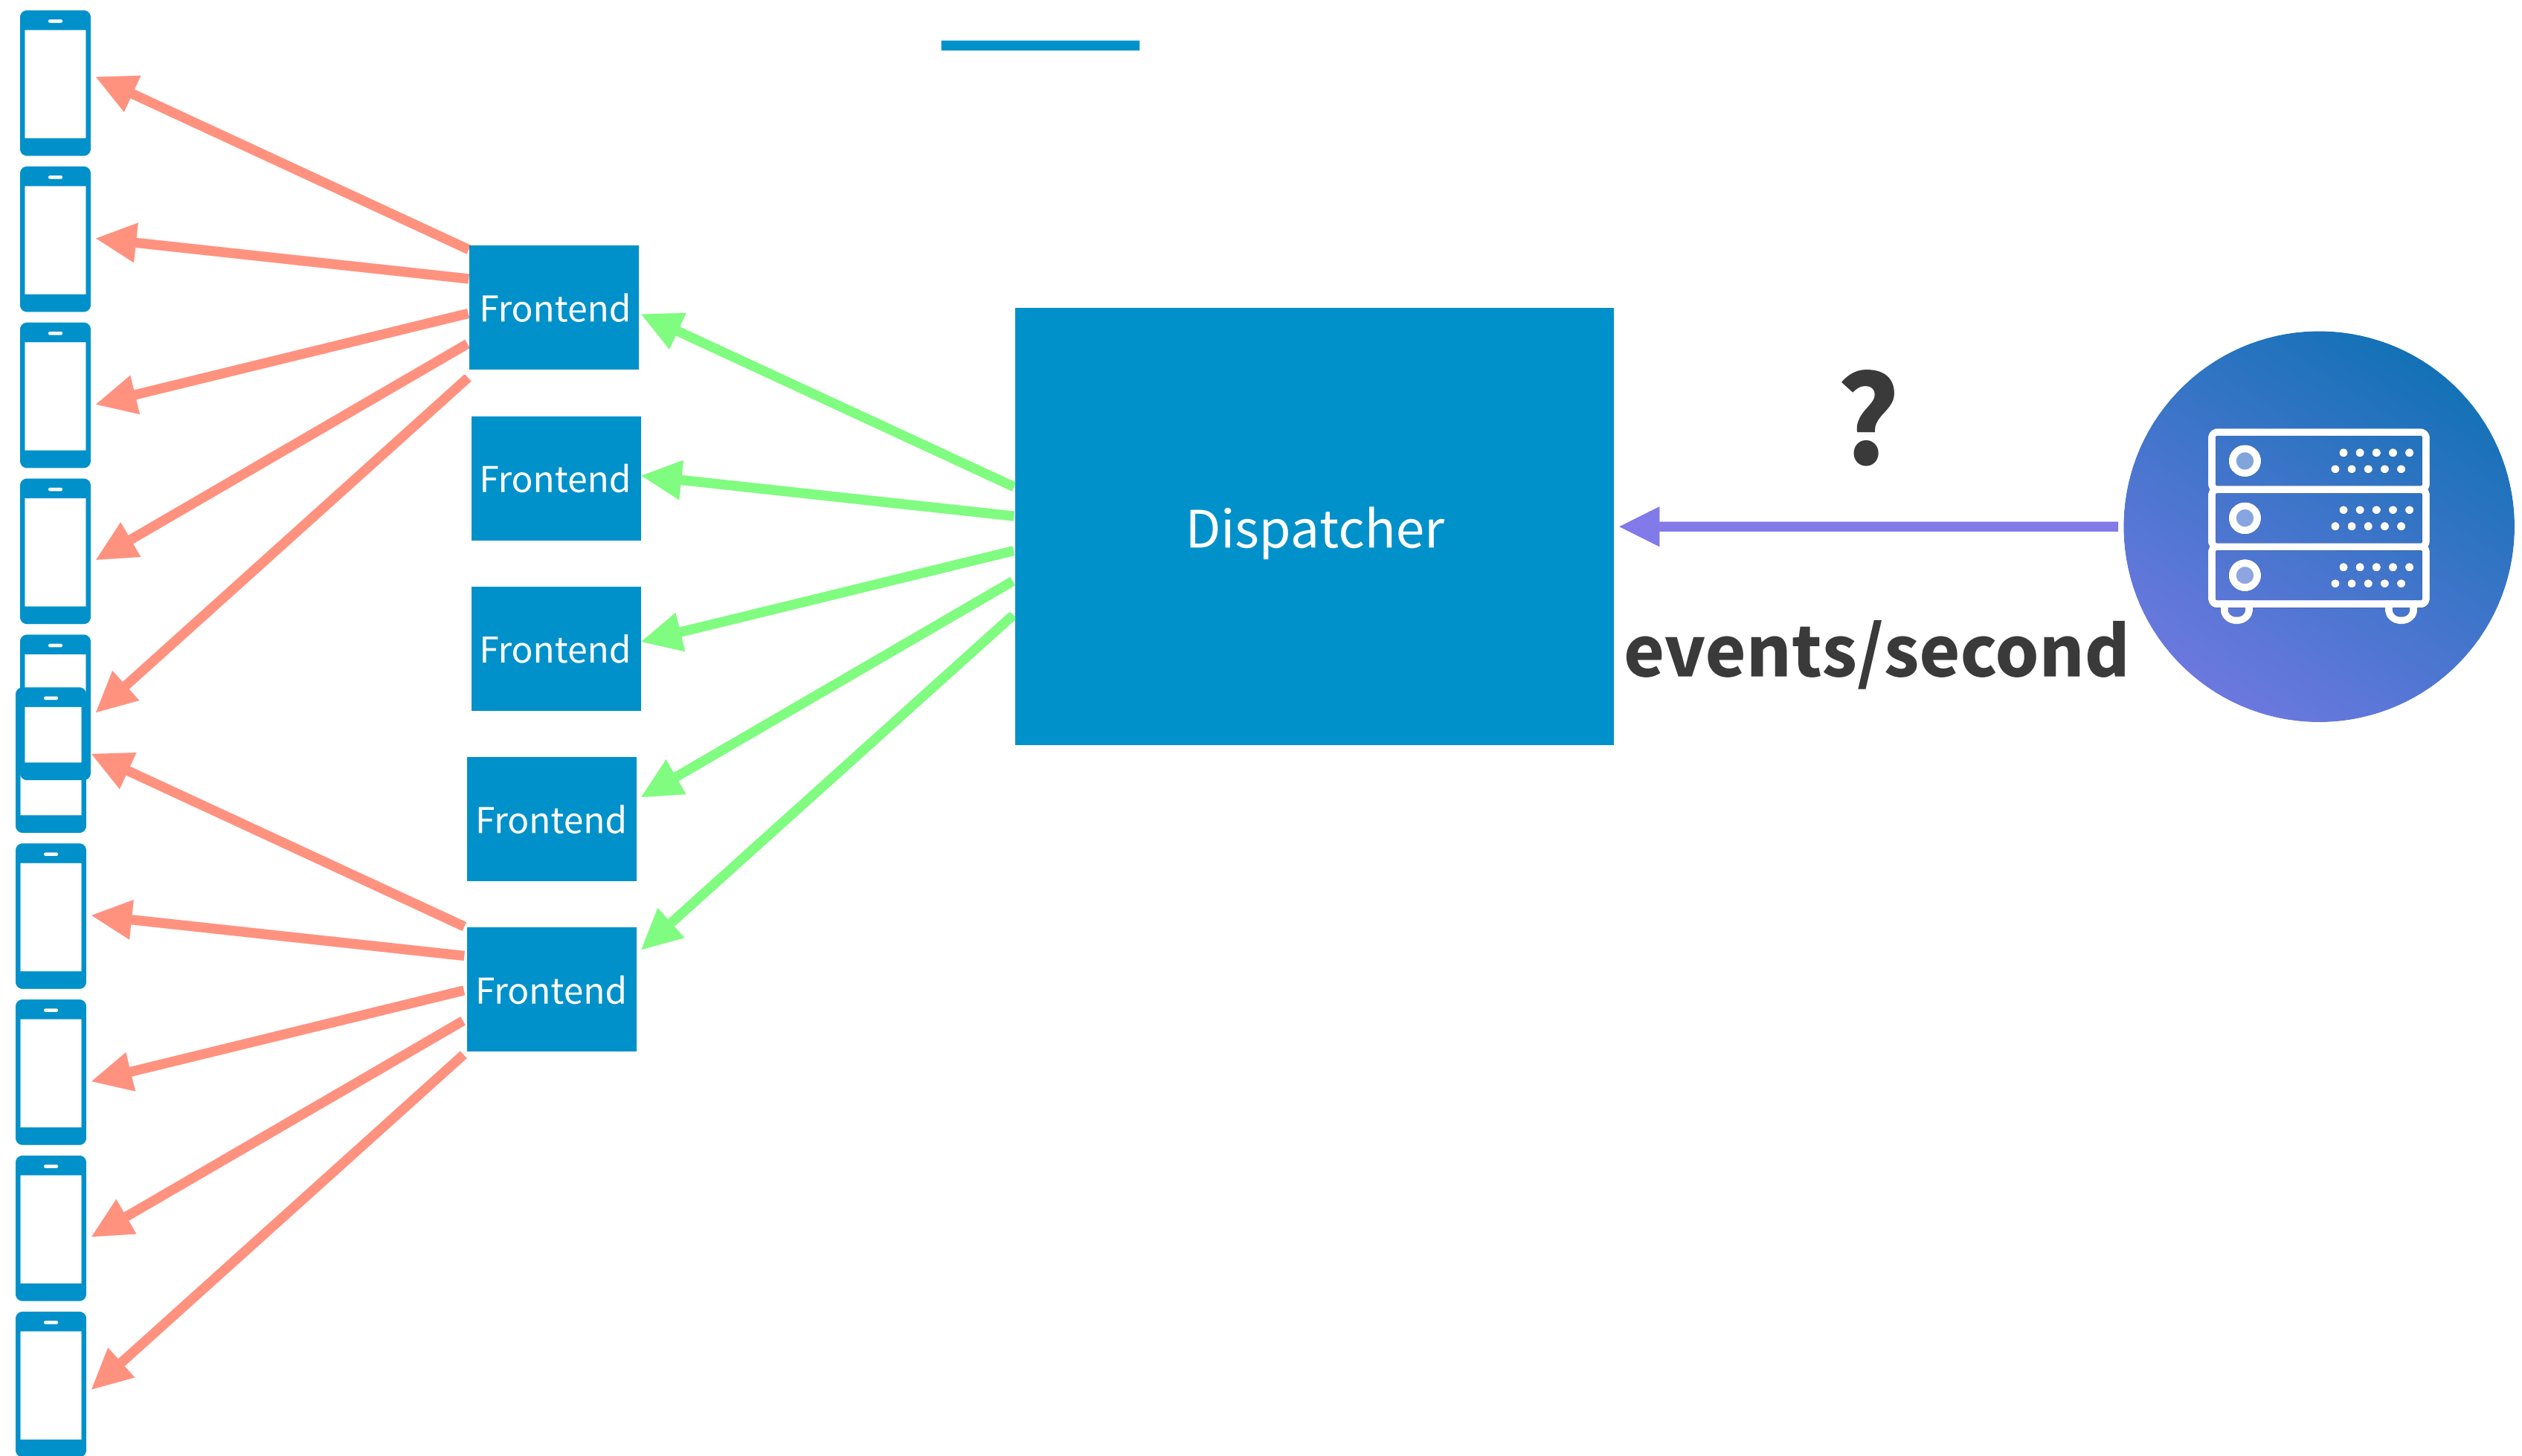 Frontend
Frontend
Frontend
Frontend
Frontend
Dispatcher
?
events/second